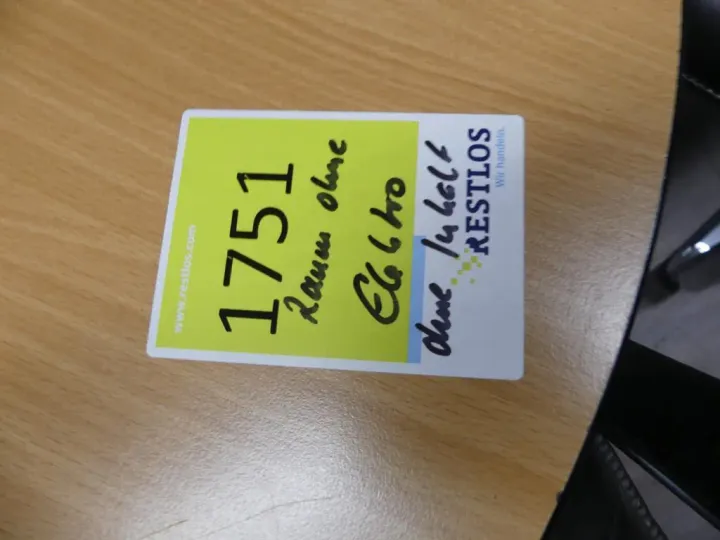 www.restlos.com
1751
Raum ohne
Elektro
ohne Inhalt
RESTLOS
Wir handeln.